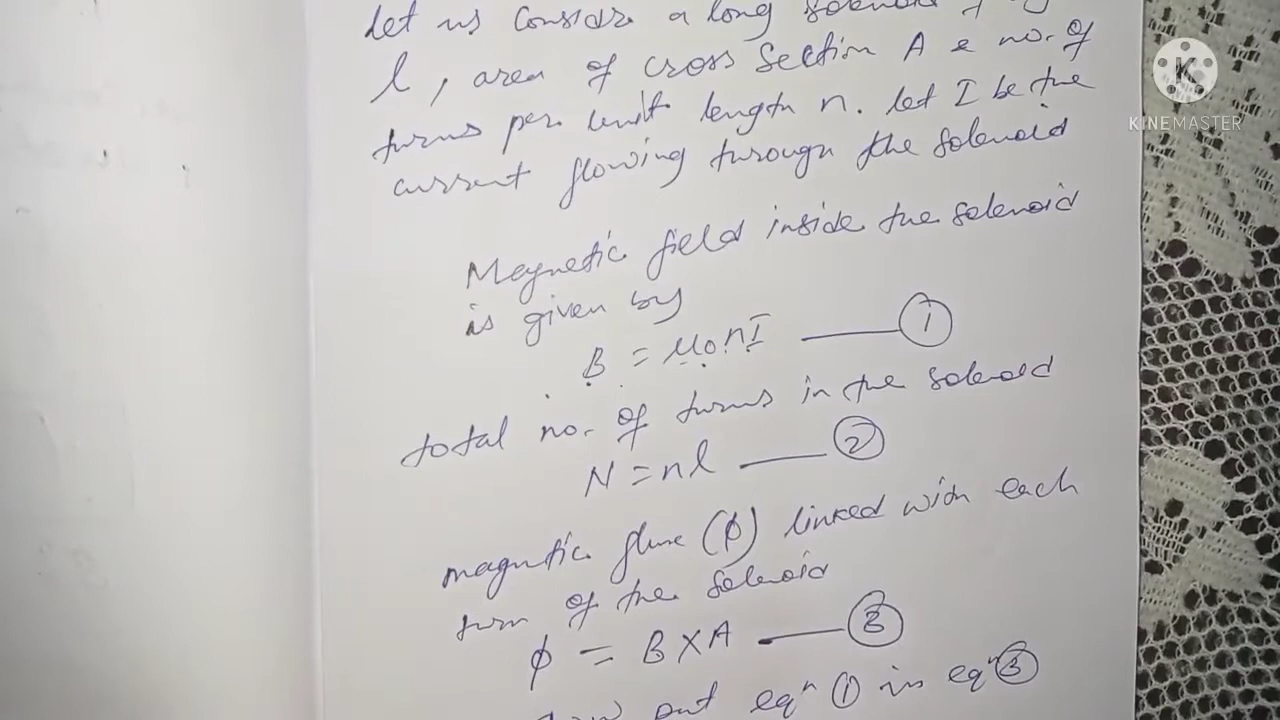 let us Consider a long solenoid of
l, area of cross Section A & no. of
turns per unit length n. let I be the
current flowing through the solenoid
Magnetic field inside the solenoid
is given by
B = μ₀nI — ①
total no. of turns in the solenoid
N = nl — ②
magnetic flux (ϕ) linked with each
turn of the solenoid
ϕ = B X A — ③
put eqⁿ ① in eqⁿ ③
K
KINEMASTER